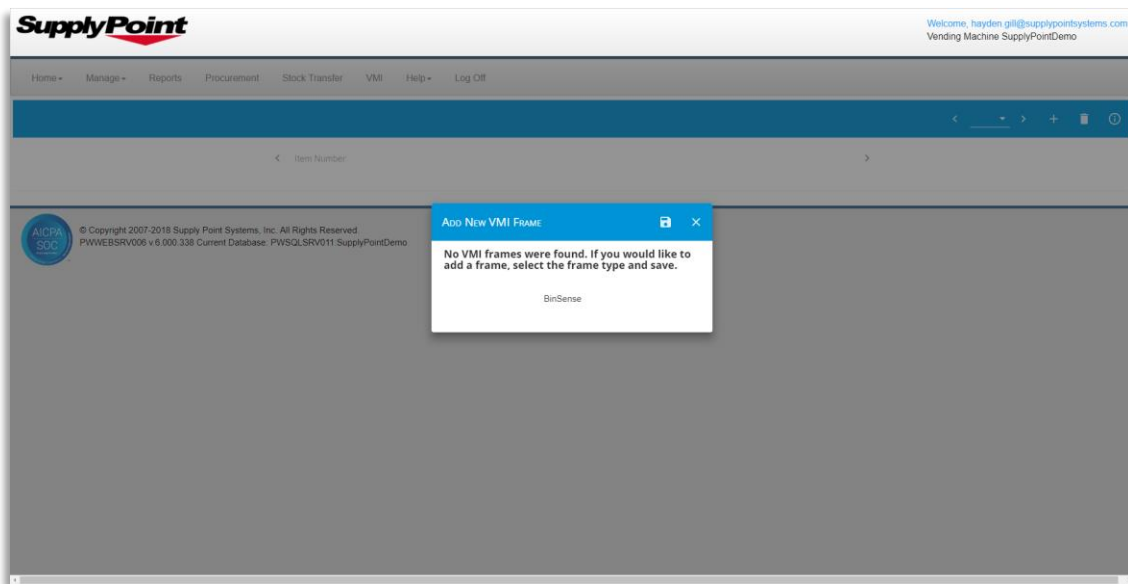 SupplyPoint
Welcome, hayden.gill@supplypointsystems.com
Vending Machine SupplyPointDemo
Home Manage Reports Procurement Stock Transfer VMI Help Log Off
Item Number
ADD NEW VMI FRAME
No VMI frames were found. If you would like to
add a frame, select the frame type and save.
BinSense
AICPA
SOC
© Copyright 2007-2018 Supply Point Systems, Inc. All Rights Reserved.
PWWEBSRV006 v.6.000.338 Current Database: PWSQLSRV011.SupplyPointDemo